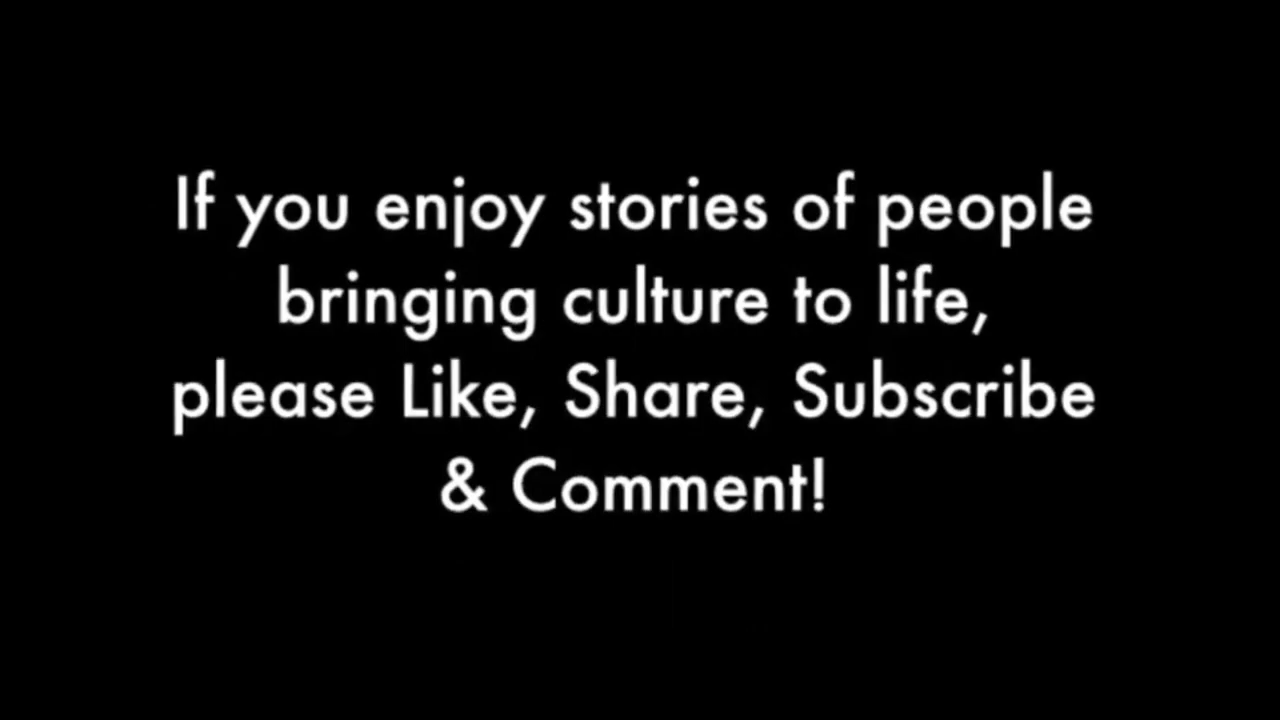 If you enjoy stories of people
bringing culture to life,
please Like, Share, Subscribe
& Comment!